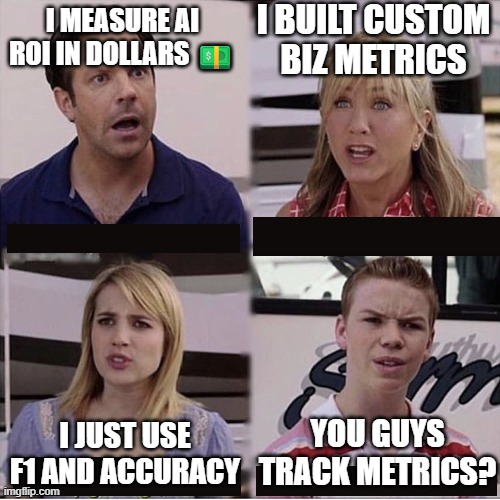 I MEASURE AI
ROI IN DOLLARS 💵
I BUILT CUSTOM
BIZ METRICS
I JUST USE
F1 AND ACCURACY
YOU GUYS
TRACK METRICS?
imgflip.com